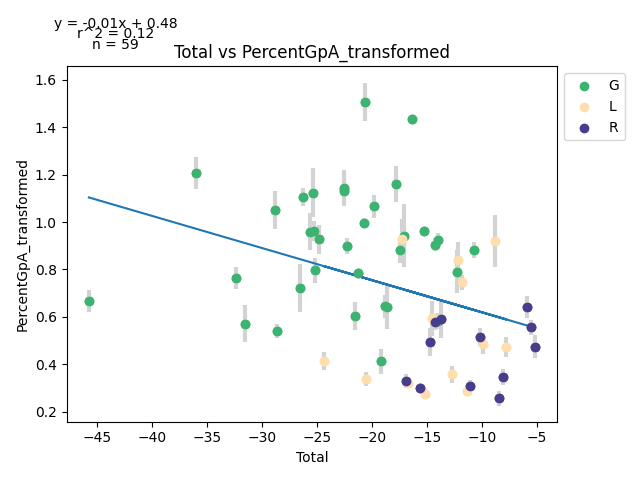 y = -0.01x + 0.48
r^2 = 0.12
n = 59
Total vs PercentGpA_transformed
G
L
R
PercentGpA_transformed
1.6
1.4
1.2
1.0
0.8
0.6
0.4
0.2
−45 −40 −35 −30 −25 −20 −15 −10 −5
Total